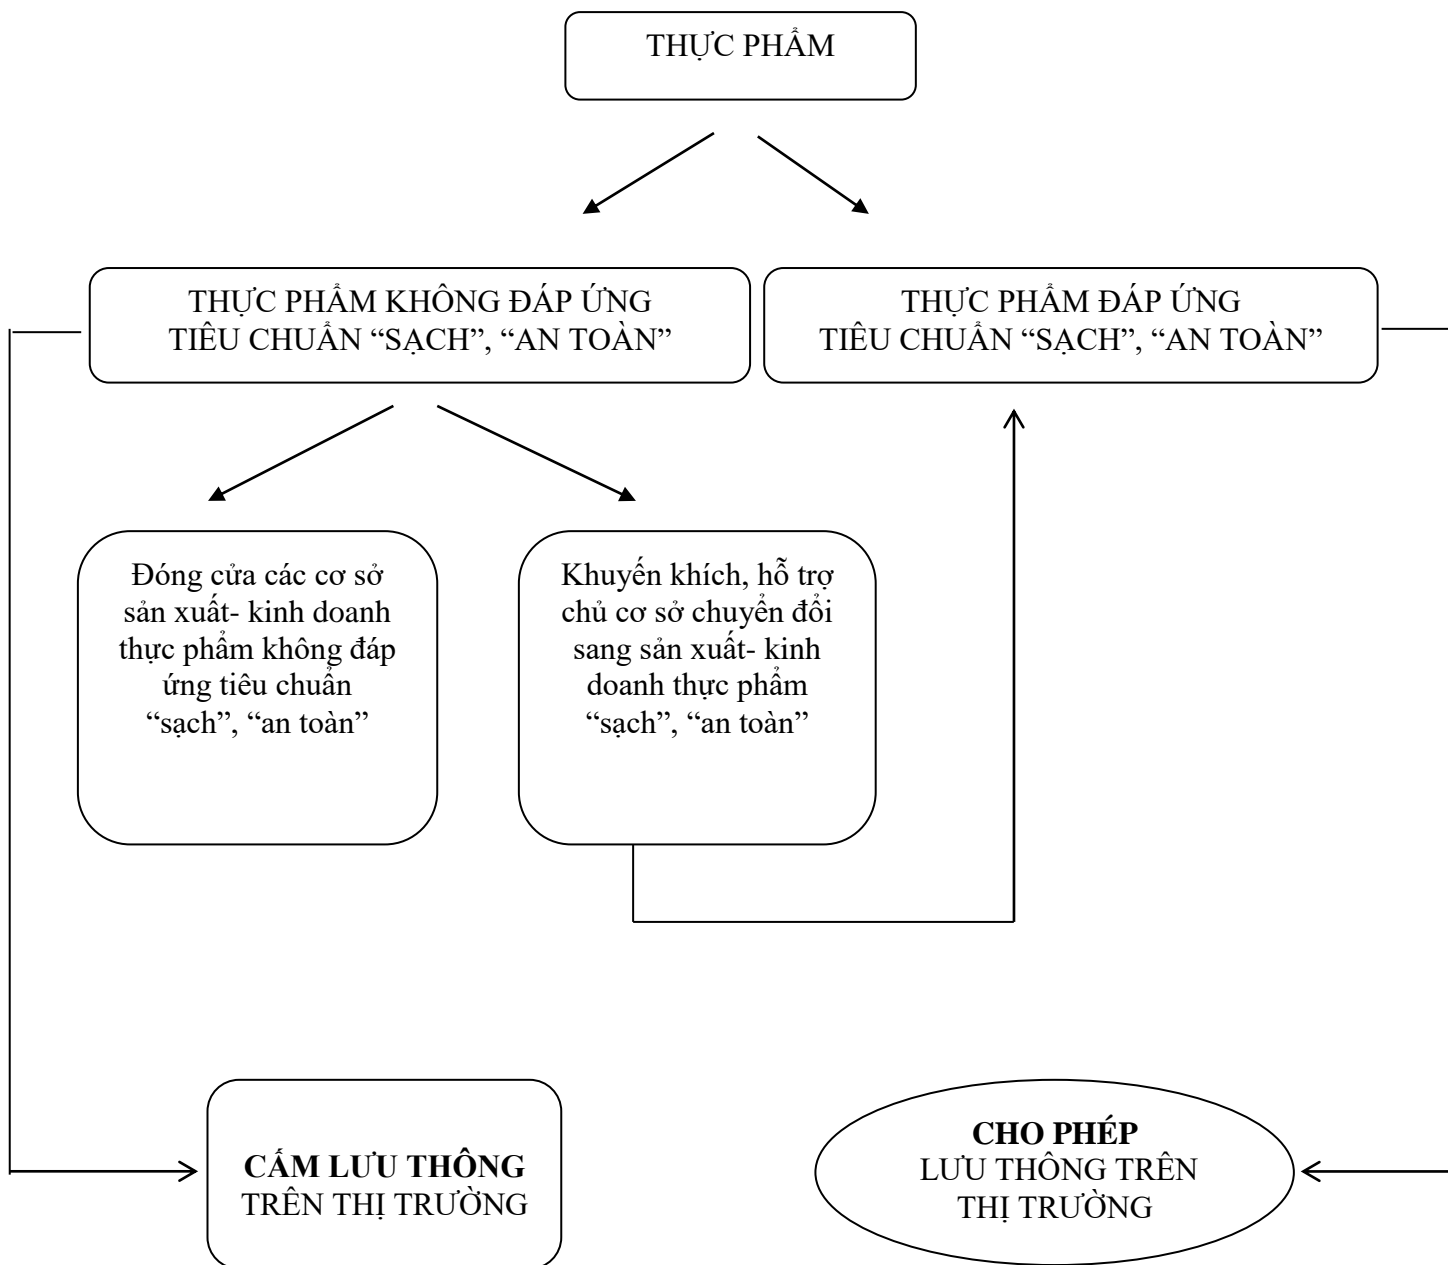 THỰC PHẨM
THỰC PHẨM KHÔNG ĐÁP ỨNG
TIÊU CHUẨN “SẠCH”, “AN TOÀN”
THỰC PHẨM ĐÁP ỨNG
TIÊU CHUẨN “SẠCH”, “AN TOÀN”
Đóng cửa các cơ sở
sản xuất- kinh doanh
thực phẩm không đáp
ứng tiêu chuẩn
“sạch”, “an toàn”
Khuyến khích, hỗ trợ
chủ cơ sở chuyển đổi
sang sản xuất- kinh
doanh thực phẩm
“sạch”, “an toàn”
CẤM LƯU THÔNG
TRÊN THỊ TRƯỜNG
CHO PHÉP
LƯU THÔNG TRÊN
THỊ TRƯỜNG